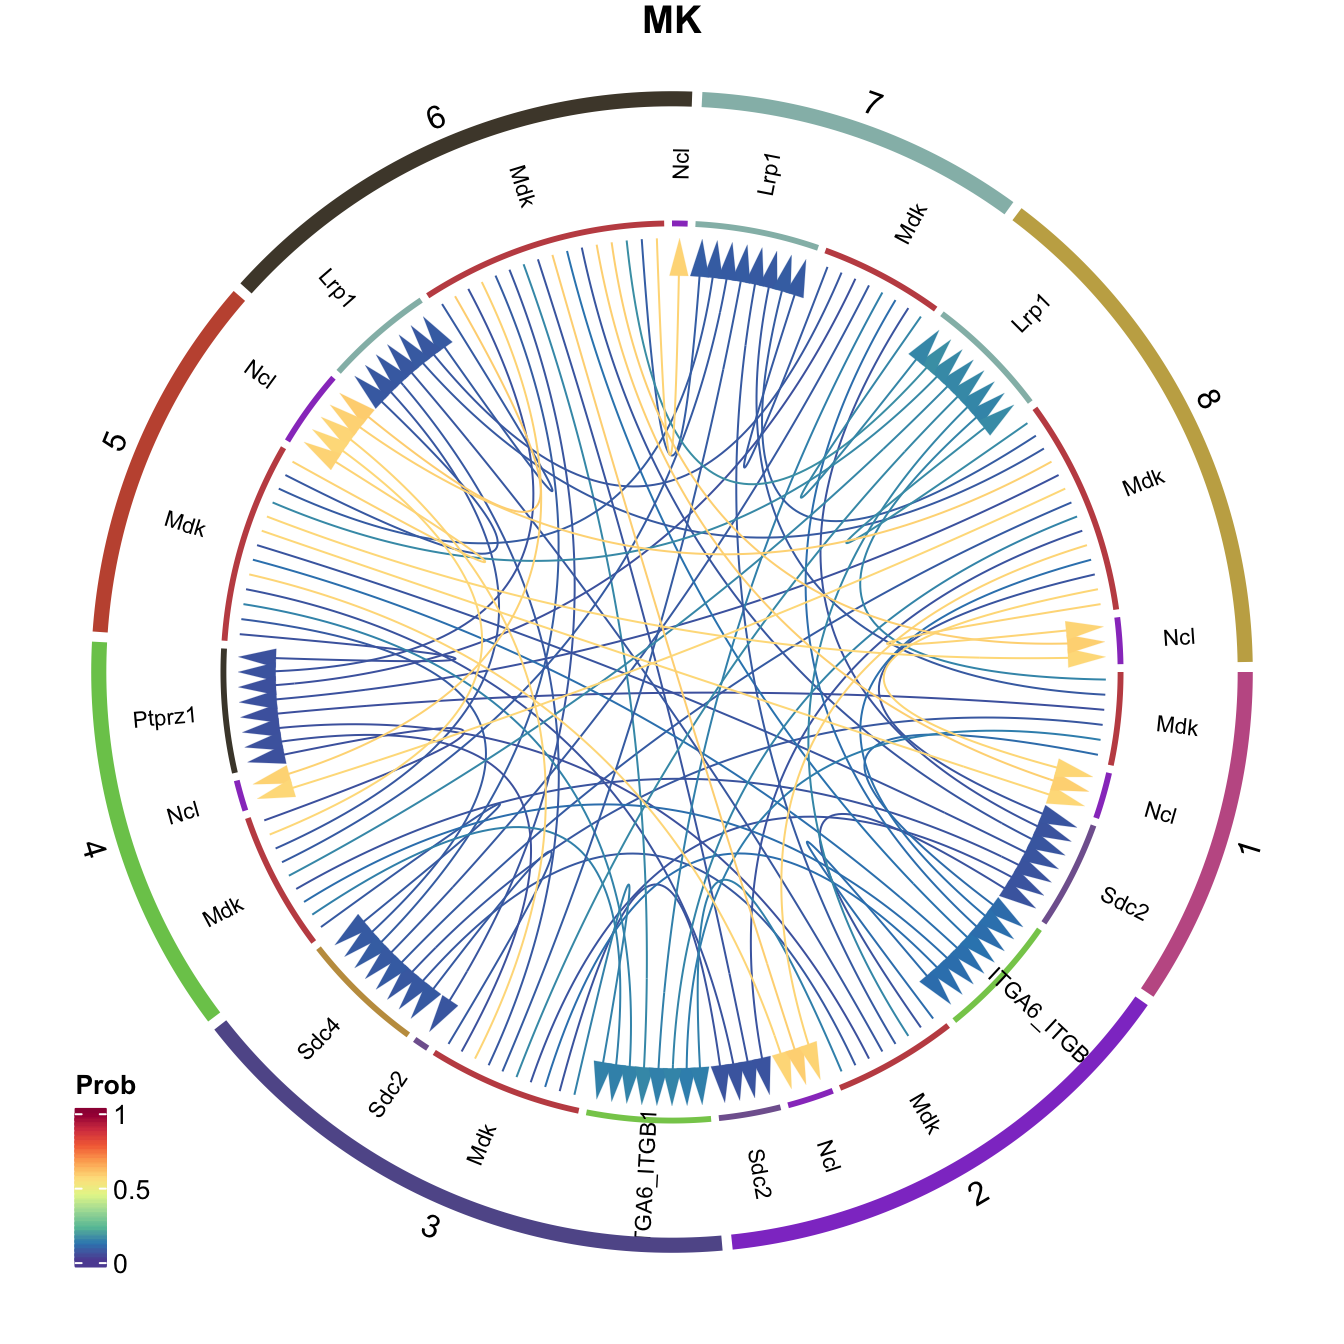 MK
7
Ncl
Lrp1
Mdk
8
Lrp1
Mdk
Ncl
1
Mdk
Ncl
Sdc2
2
ITGA6_ITGB
Mdk
Ncl
Sdc2
3
TGA6_ITGB1
Mdk
Sdc2
Sdc4
4
Mdk
Ncl
Ptprz1
5
Mdk
Ncl
Lrp1
6
Mdk
Prob
1
0.5
0